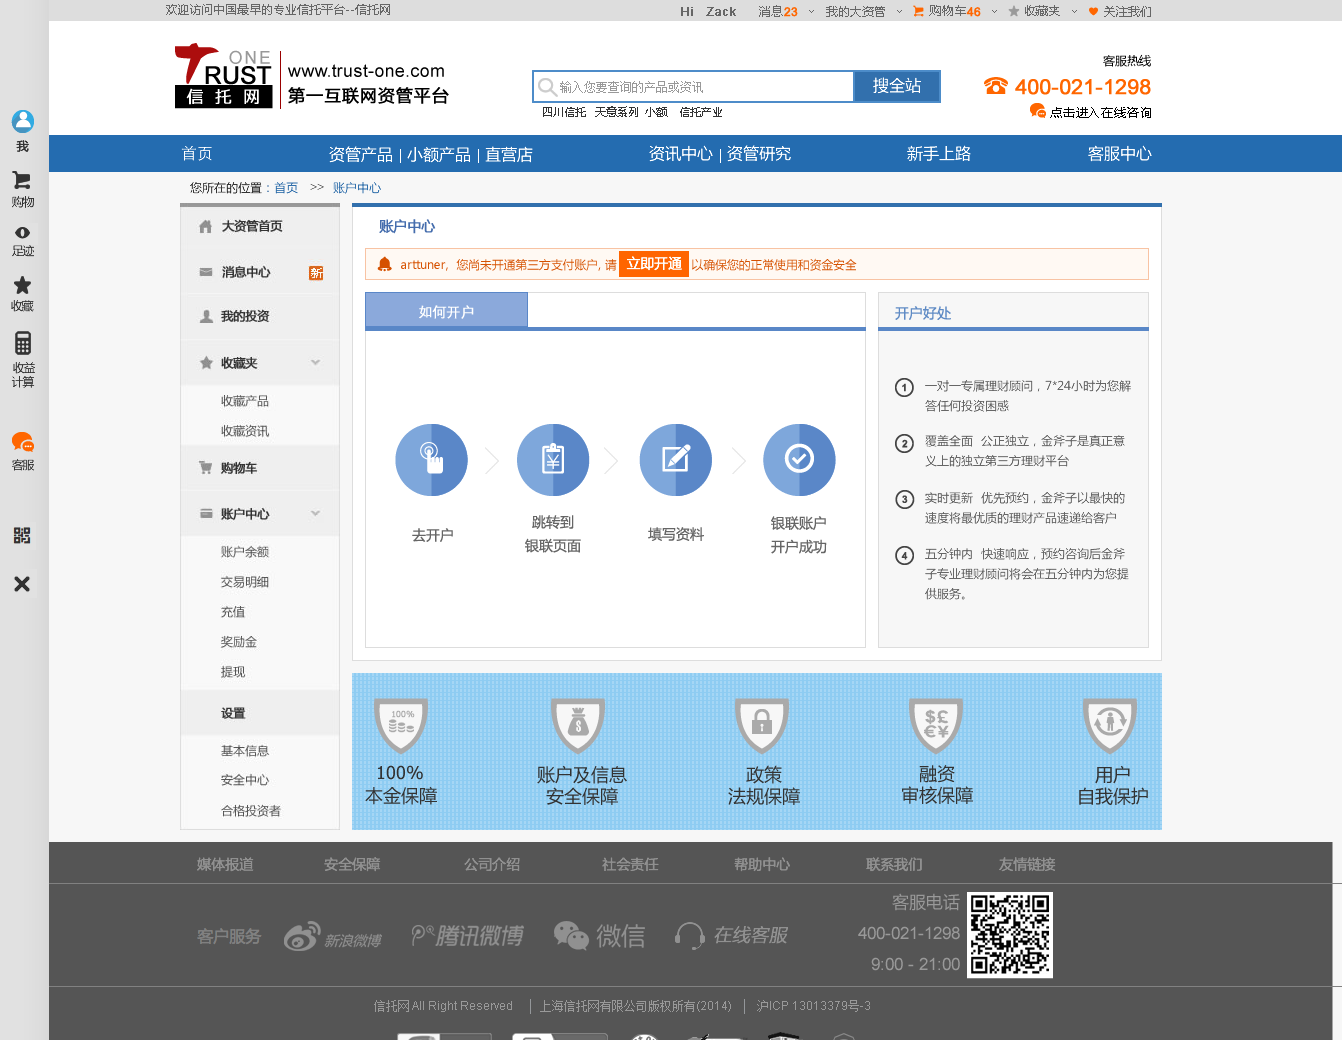 欢迎访问中国最早的专业信托平台--信托网
Hi Zack 消息23 我的大资管 购物车46 收藏夹 关注我们
ONE
TRUST
信托网
www.trust-one.com
第一互联网资管平台
输入您要查询的产品或资讯 搜全站
四川信托 天意系列 小额 信托产业
客服热线
400-021-1298
点击进入在线咨询
我
购物
足迹
收藏
收益
计算
客服
首页 资管产品 | 小额产品 | 直营店 资讯中心 | 资管研究 新手上路 客服中心
您所在的位置：首页 >> 账户中心
大资管首页
消息中心 新
我的投资
收藏夹
收藏产品
收藏资讯
购物车
账户中心
账户余额
交易明细
充值
奖励金
提现
设置
基本信息
安全中心
合格投资者
账户中心
arttuner, 您尚未开通第三方支付账户, 请 立即开通 以确保您的正常使用和资金安全
如何开户
去开户
跳转到
银联页面
填写资料
银联账户
开户成功
开户好处
1 一对一专属理财顾问，7*24小时为您解
答任何投资困惑
2 覆盖全面 公正独立，金斧子是真正意
义上的独立第三方理财平台
3 实时更新 优先预约，金斧子以最快的
速度将最优质的理财产品速递给客户
4 五分钟内 快速响应，预约咨询后金斧
子专业理财顾问将会在五分钟内为您提
供服务。
100%
100%
本金保障
$
账户及信息
安全保障
政策
法规保障
$£
€¥
融资
审核保障
用户
自我保护
媒体报道 安全保障 公司介绍 社会责任 帮助中心 联系我们 友情链接
客户服务 新浪微博 腾讯微博 微信 在线客服
客服电话
400-021-1298
9:00 - 21:00
信托网 All Right Reserved | 上海信托网有限公司版权所有(2014) | 沪ICP 13013379号-3